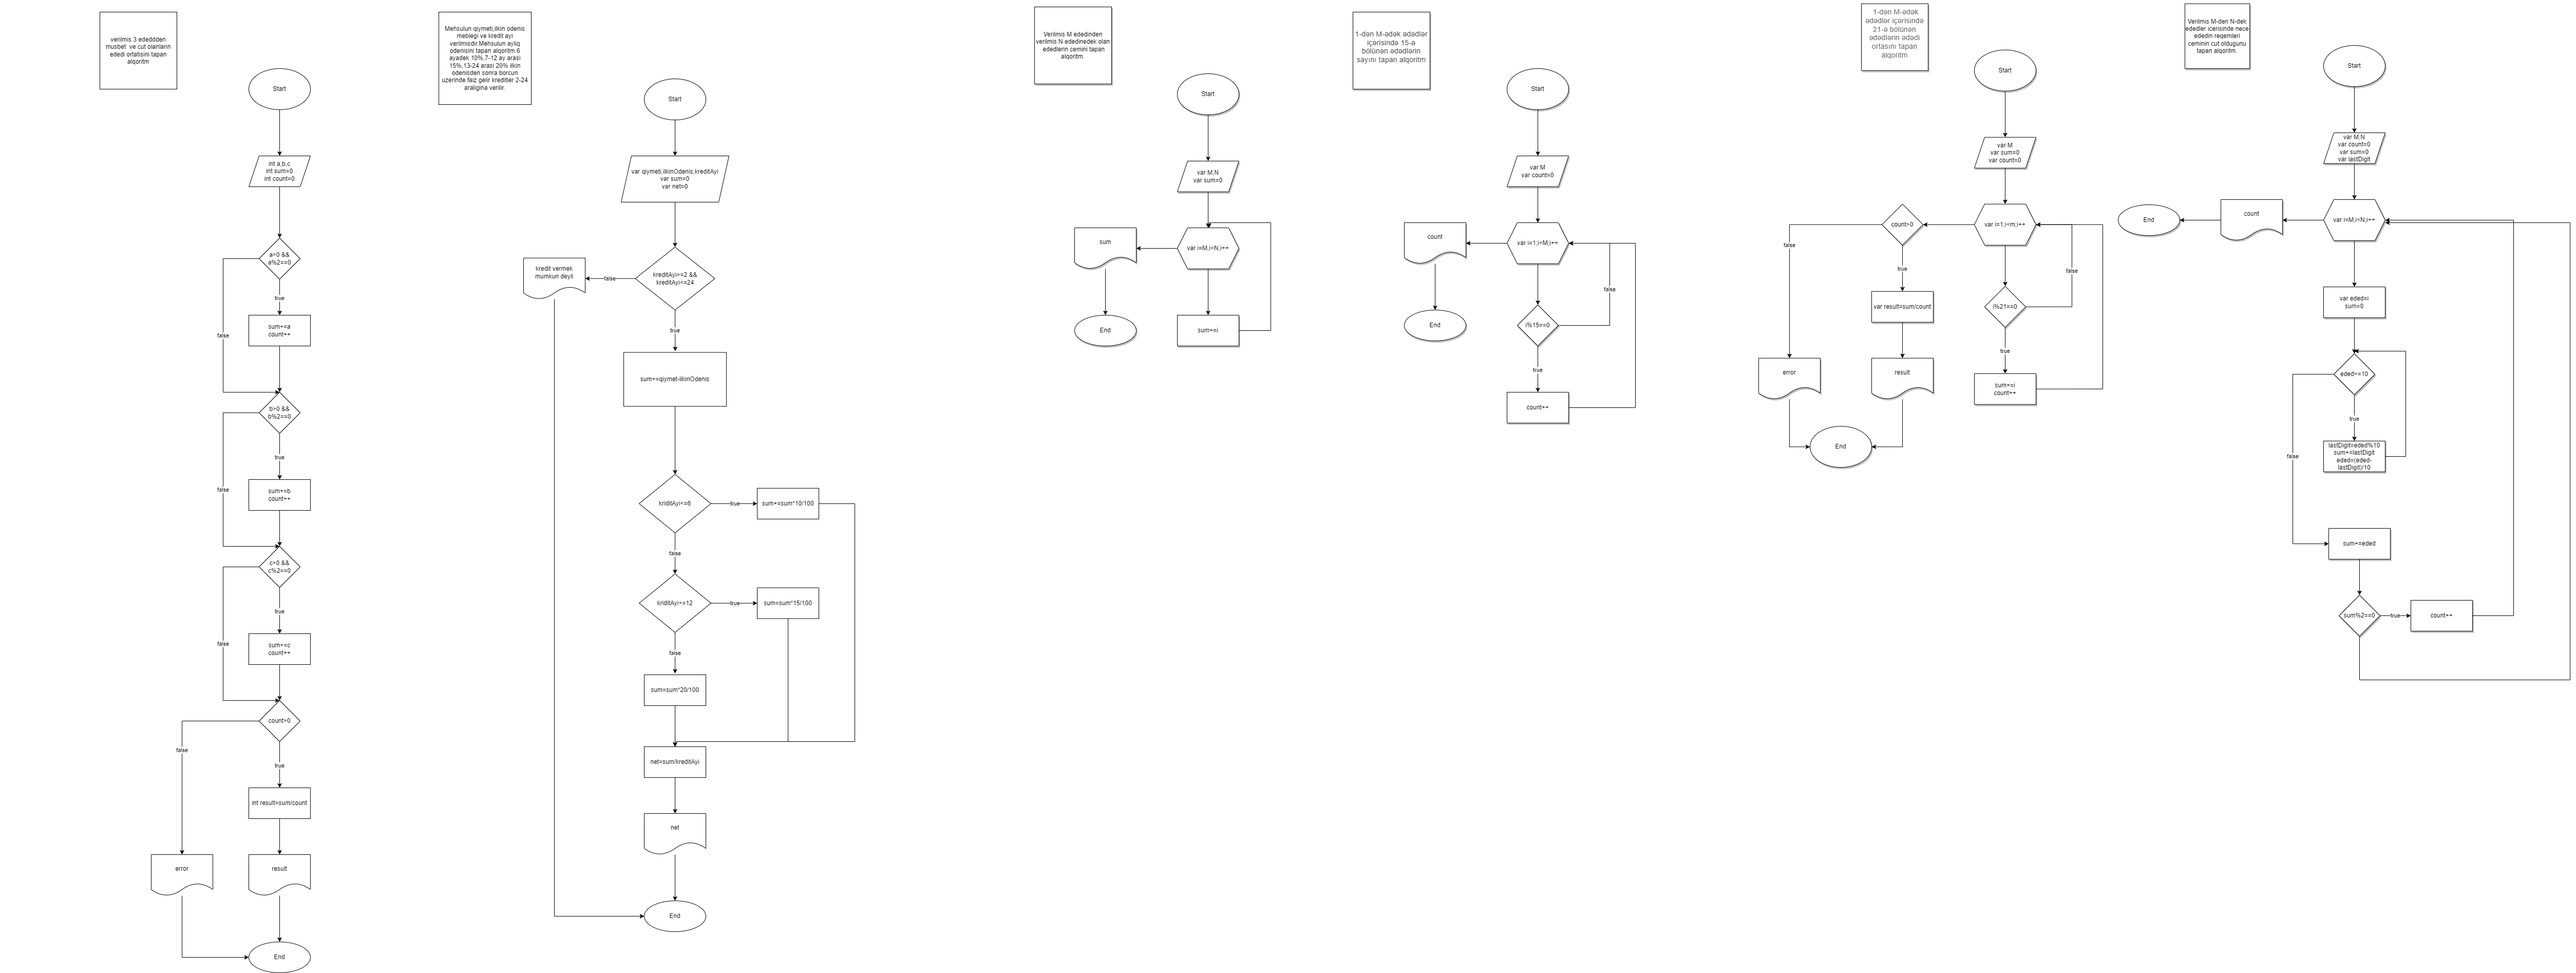 verilmis 3 ededdden
musbet ve cut olanlarin
ededi ortatisini tapan
alqoritm
Start
int a,b,c
int sum=0
int count=0
a>0 &&
a%2==0
true
false
sum+=a
count++
b>0 &&
b%2==0
true
false
sum+=b
count++
c>0 &&
c%2==0
true
false
sum+=c
count++
count>0
false
true
int result=sum/count
error
result
End
Mehsulun qiymeti,ilkin odenis
meblegi ve kredit ayi
verilmisdir.Mehsulun ayliq
odenisini tapan alqoritm.6
ayadek 10%,7-12 ay arasi
15%,13-24 arasi 20% ilkin
odenisden sonra borcun
uzerinde faiz gelir kreditler 2-24
araligina verilir.
Start
var qiymeti,ilkinOdenis,kreditAyi
var sum=0
var net=0
kreditAyi>=2 &&
kreditAyi<=24
false
kredit vermek
mumkun deyil
true
sum+=qiymet-ilkinOdenis
kriditAyi<=6
true
sum+=sum*10/100
false
kriditAyi<=12
true
sum=sum*15/100
false
sum=sum*20/100
net=sum/kreditAyi
net
End
Verilmis M ededinden
verilmis N ededinedek olan
ededlerin cemini tapan
alqoritm.
Start
var M,N
var sum=0
var i=M,i<N,i++
sum
End
sum+=i
1-dən M-ədək ədədlər
içərisində 15-ə
bölünən ədədlərin
sayını tapan alqoritm
Start
var M
var count=0
var i=1;i<M;i++
count
End
false
i%15==0
true
count++
1-dən M-ədək
ədədlər içərisində
21-ə bölünən
ədədlərin ədədi
ortasını tapan
alqoritm
Start
var M
var sum=0
var count=0
var i=1;i<m,i++
count>0
false
true
false
var result=sum/count
i%21==0
true
error
result
sum+=i
count++
End
Verilmis M-den N-dek
ededler icerisinde nece
ededin reqemleri
ceminin cut oldugunu
tapan alqoritm.
Start
var M,N
var count=0
var sum=0
var lastDigit
var i=M;i<N;i++
count
End
var eded=i
sum=0
eded>=10
true
false
lastDigit=eded%10
sum+=lastDigit
eded=(eded-
lastDigit)/10
sum+=eded
sum%2==0
true
count++